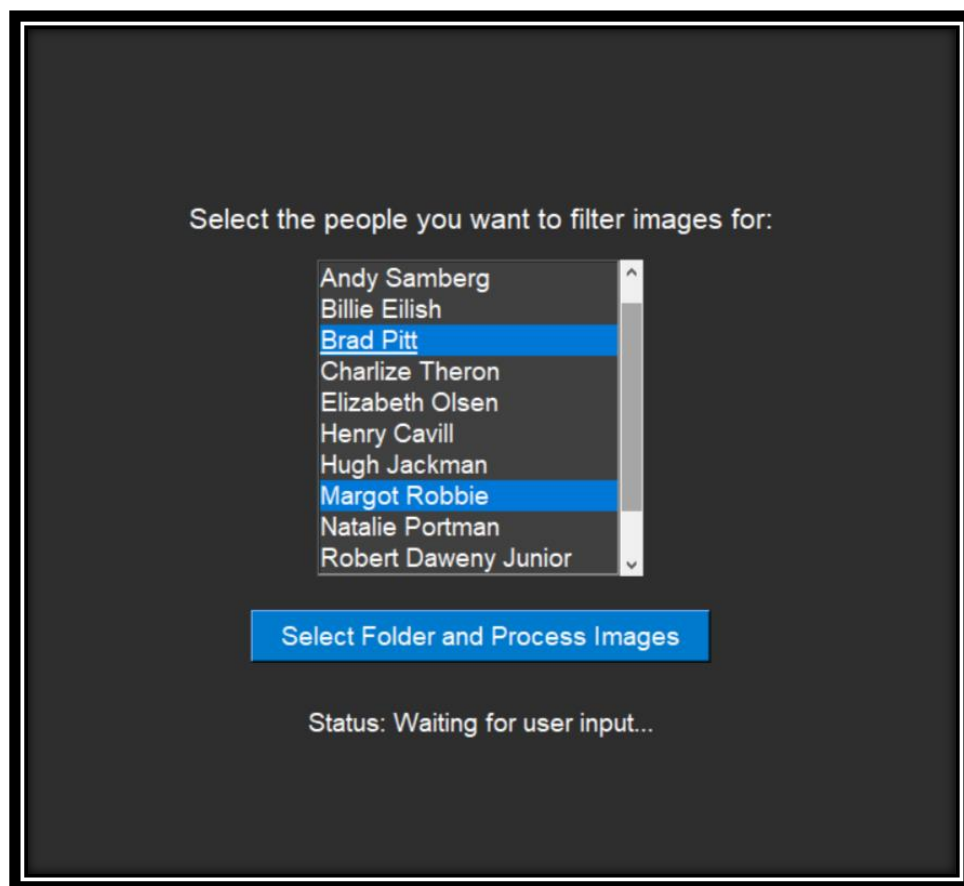 Select the people you want to filter images for:
Andy Samberg
Billie Eilish
Brad Pitt
Charlize Theron
Elizabeth Olsen
Henry Cavill
Hugh Jackman
Margot Robbie
Natalie Portman
Robert Daweny Junior
Select Folder and Process Images
Status: Waiting for user input...